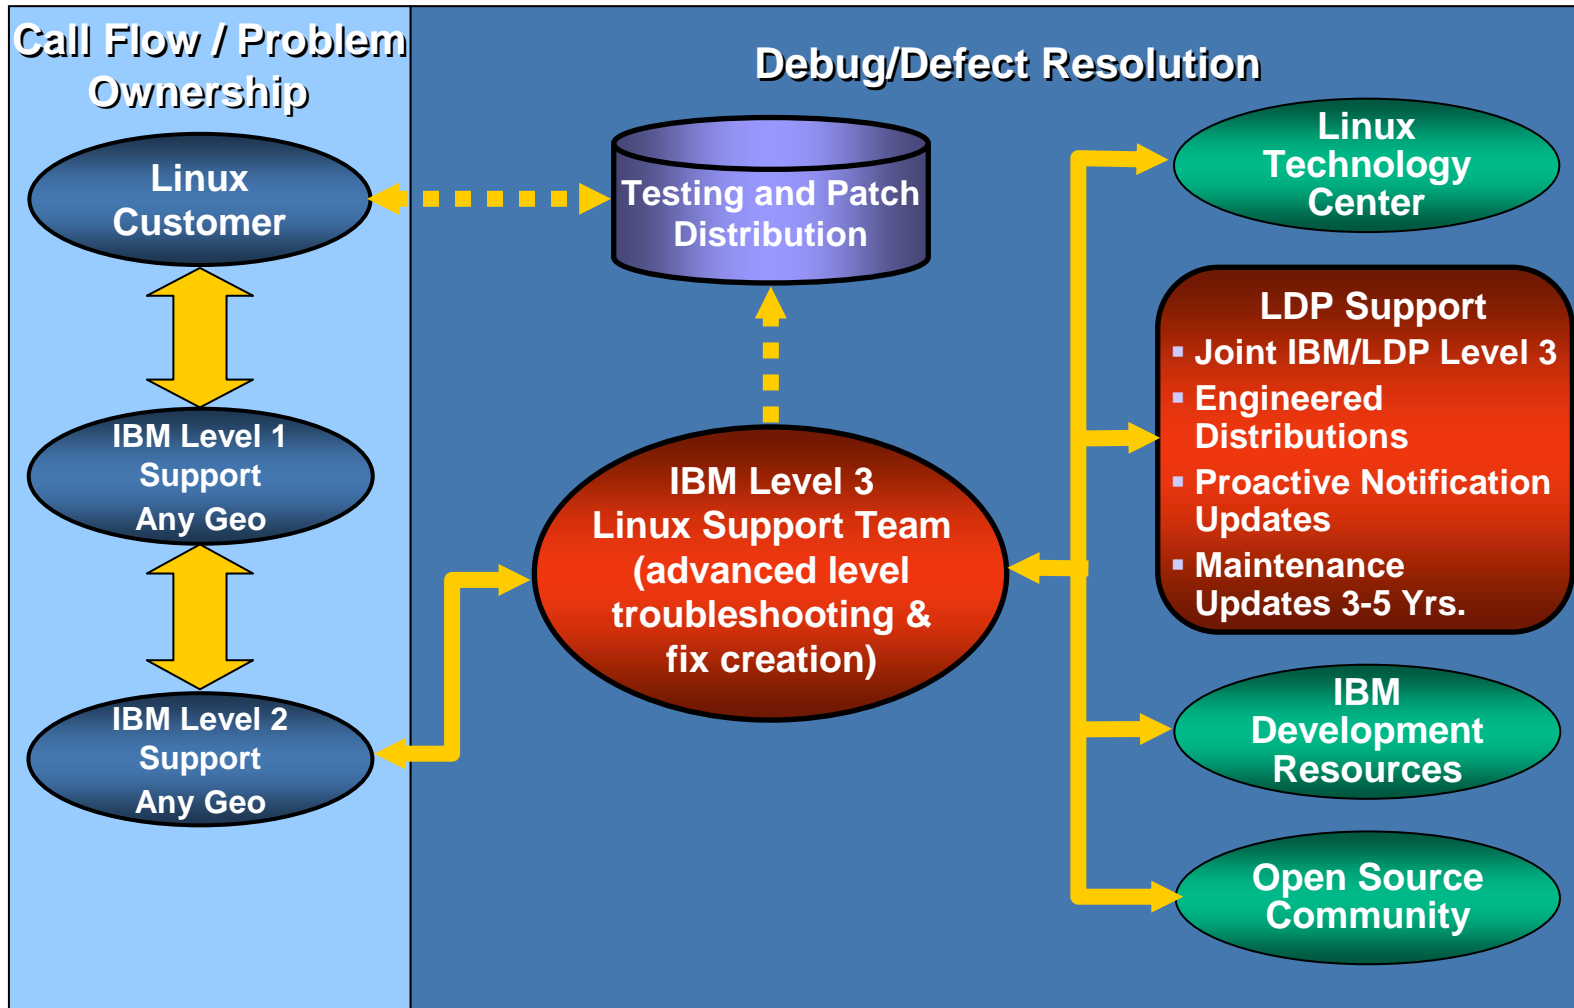 Call Flow / Problem
Ownership
Debug/Defect Resolution
Linux
Customer
Testing and Patch
Distribution
Linux
Technology
Center
LDP Support
▪ Joint IBM/LDP Level 3
▪ Engineered
Distributions
▪ Proactive Notification
Updates
▪ Maintenance
Updates 3-5 Yrs.
IBM Level 1
Support
Any Geo
IBM Level 3
Linux Support Team
(advanced level
troubleshooting &
fix creation)
IBM Level 2
Support
Any Geo
IBM
Development
Resources
Open Source
Community